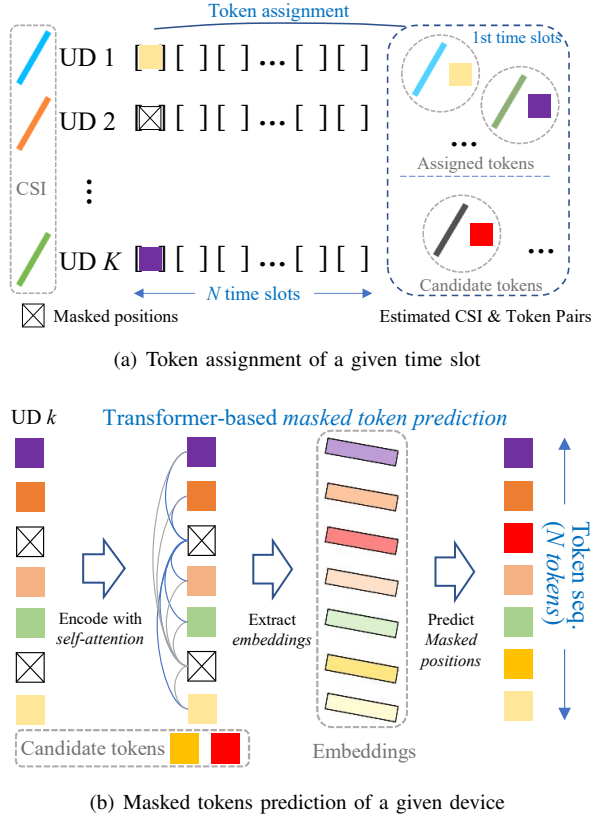 Token assignment
1st time slots
UD 1 [ ] [ ] [ ] ... [ ] [ ]
UD 2 [ ] [ ] [ ] ... [ ] [ ]
...
Assigned tokens
CSI
⋮
UD K [ ] [ ] [ ] ... [ ] [ ]
...
Candidate tokens
N time slots
Masked positions
Estimated CSI & Token Pairs
(a) Token assignment of a given time slot
UD k
Transformer-based masked token prediction
Encode with
self-attention
Extract
embeddings
Predict
Masked
positions
Token seq.
(N tokens)
Candidate tokens
Embeddings
(b) Masked tokens prediction of a given device